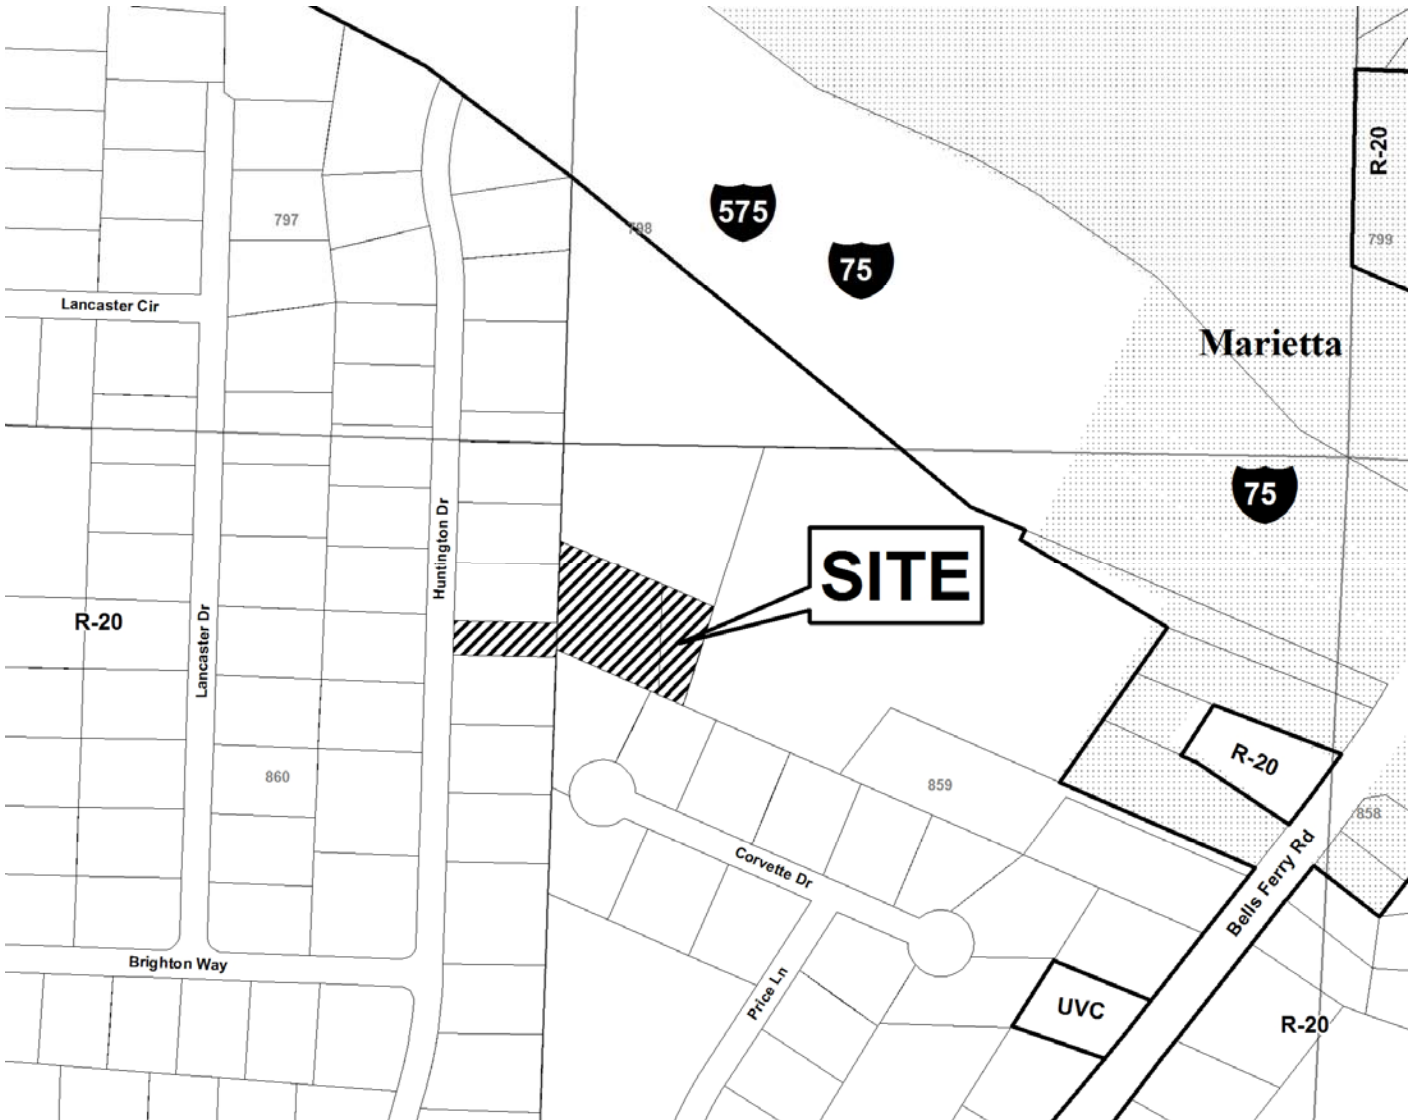 R-20
797
575
798
75
799
Lancaster Cir
Marietta
75
Huntington Dr
SITE
R-20
Lancaster Dr
R-20
860
859
858
Corvette Dr
Bells Ferry Rd
Brighton Way
Price Ln
UVC
R-20